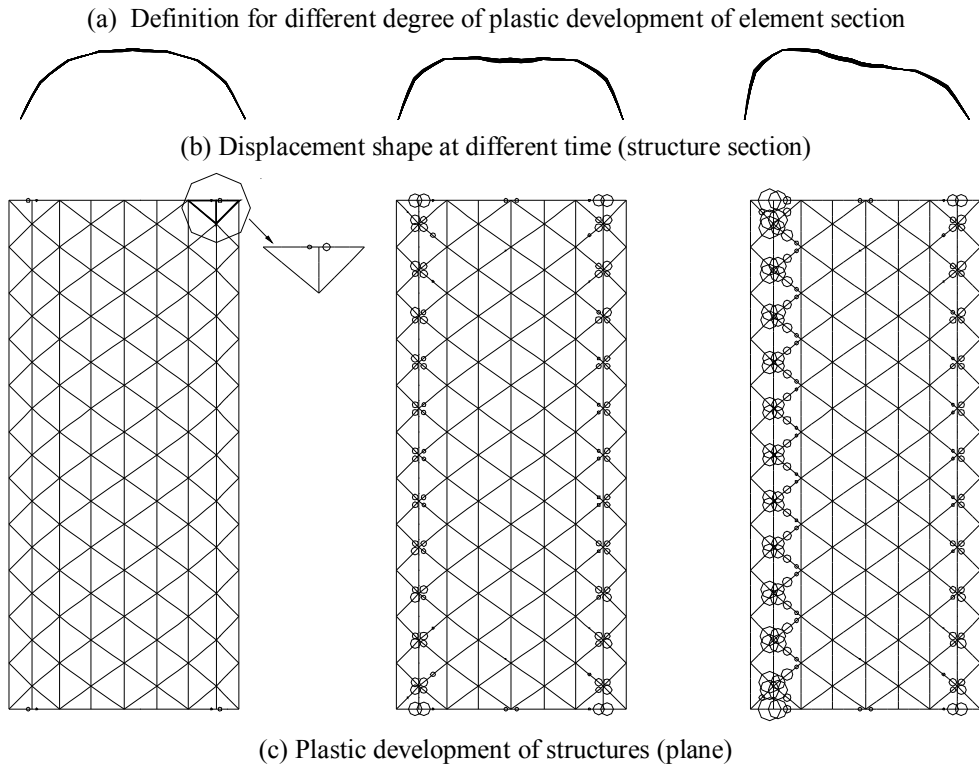 (a) Definition for different degree of plastic development of element section
(b) Displacement shape at different time (structure section)
(c) Plastic development of structures (plane)